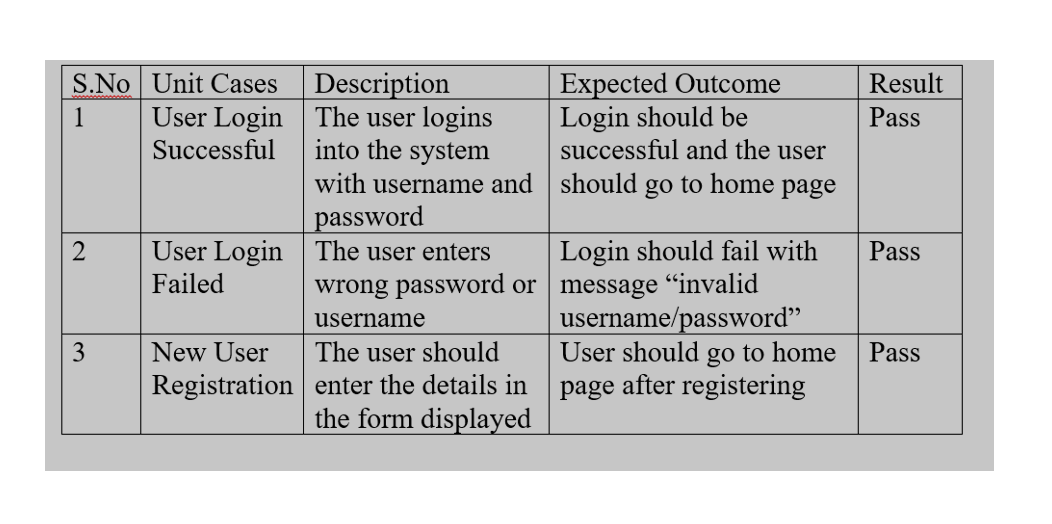 S.No Unit Cases Description Expected Outcome Result
1 User Login The user logins Login should be Pass
Successful into the system successful and the user
with username and should go to home page
password
2 User Login The user enters Login should fail with Pass
Failed wrong password or message “invalid
username username/password”
3 New User The user should User should go to home Pass
Registration enter the details in page after registering
the form displayed